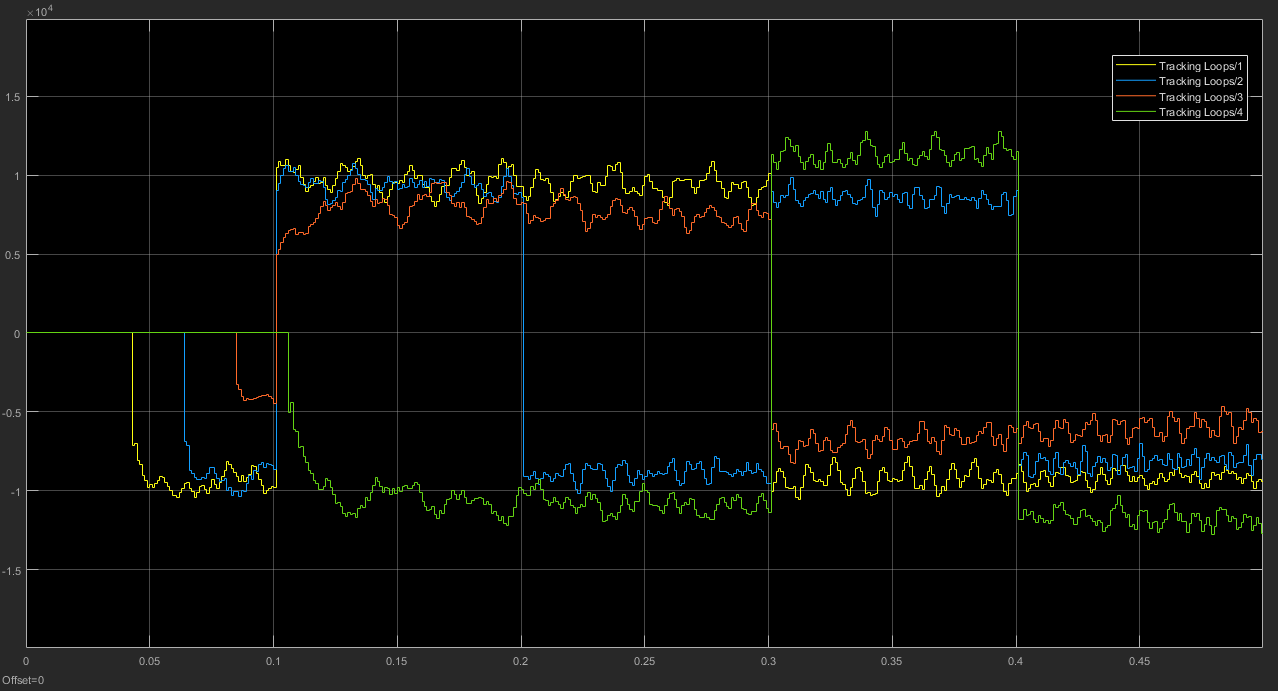 ×10⁴
Tracking Loops/1
Tracking Loops/2
Tracking Loops/3
Tracking Loops/4
1.5
1
0.5
0
-0.5
-1
-1.5
0 0.05 0.1 0.15 0.2 0.25 0.3 0.35 0.4 0.45
Offset=0